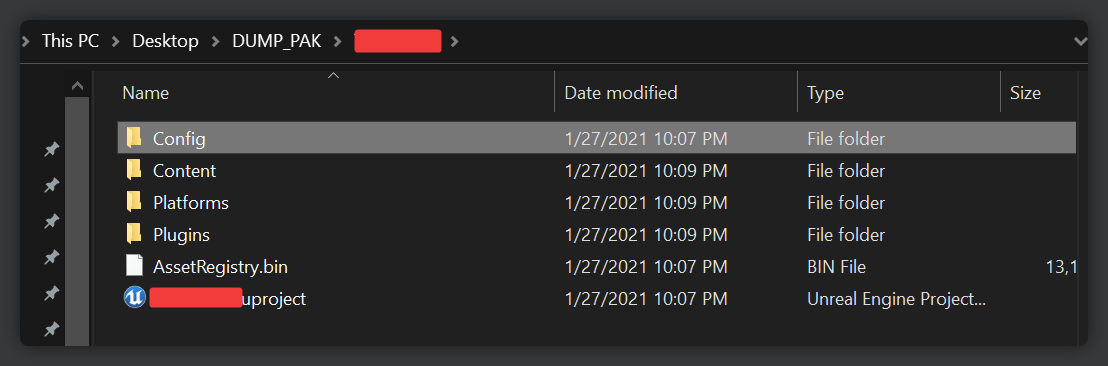 This PC > Desktop > DUMP_PAK >
Name Date modified Type Size
Config 1/27/2021 10:07 PM File folder
Content 1/27/2021 10:09 PM File folder
Platforms 1/27/2021 10:09 PM File folder
Plugins 1/27/2021 10:09 PM File folder
AssetRegistry.bin 1/27/2021 10:07 PM BIN File 13,1
uproject 1/27/2021 10:07 PM Unreal Engine Project...